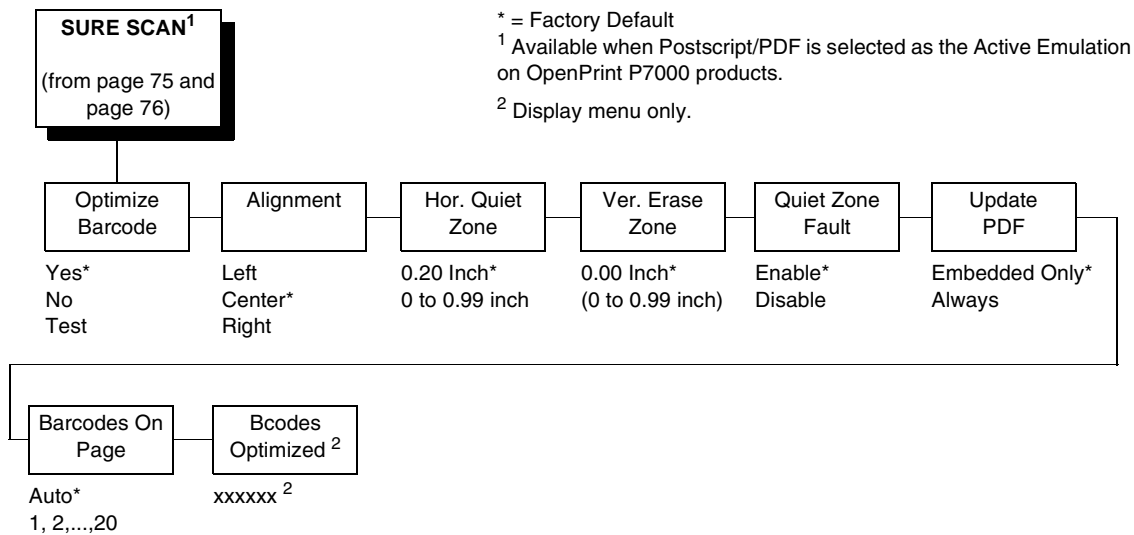 SURE SCAN1
(from page 75 and
page 76)
* = Factory Default
1 Available when Postscript/PDF is selected as the Active Emulation
on OpenPrint P7000 products.
2 Display menu only.
Optimize
Barcode
Yes*
No
Test
Alignment
Left
Center*
Right
Hor. Quiet
Zone
0.20 Inch*
0 to 0.99 inch
Ver. Erase
Zone
0.00 Inch*
(0 to 0.99 inch)
Quiet Zone
Fault
Enable*
Disable
Update
PDF
Embedded Only*
Always
Barcodes On
Page
Auto*
1, 2,...,20
Bcodes
Optimized 2
xxxxxx 2